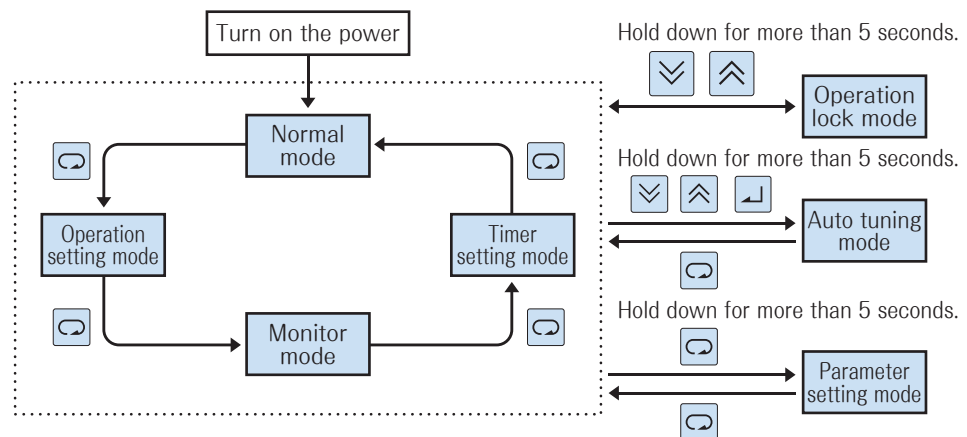 Turn on the power
Normal
mode
Operation
setting mode
Timer
setting mode
Monitor
mode
Hold down for more than 5 seconds.
Operation
lock mode
Hold down for more than 5 seconds.
Auto tuning
mode
Hold down for more than 5 seconds.
Parameter
setting mode